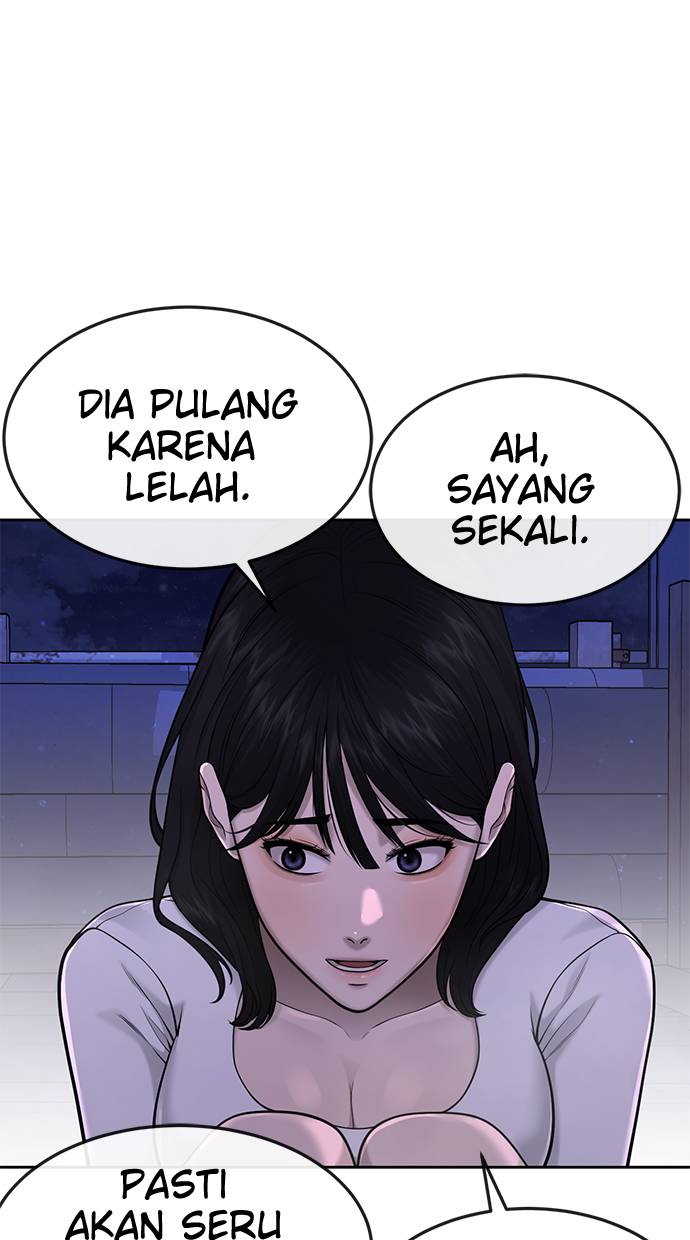 DIA PULANG
KARENA
LELAH.
AH,
SAYANG
SEKALI.
PASTI
AKAN SERU